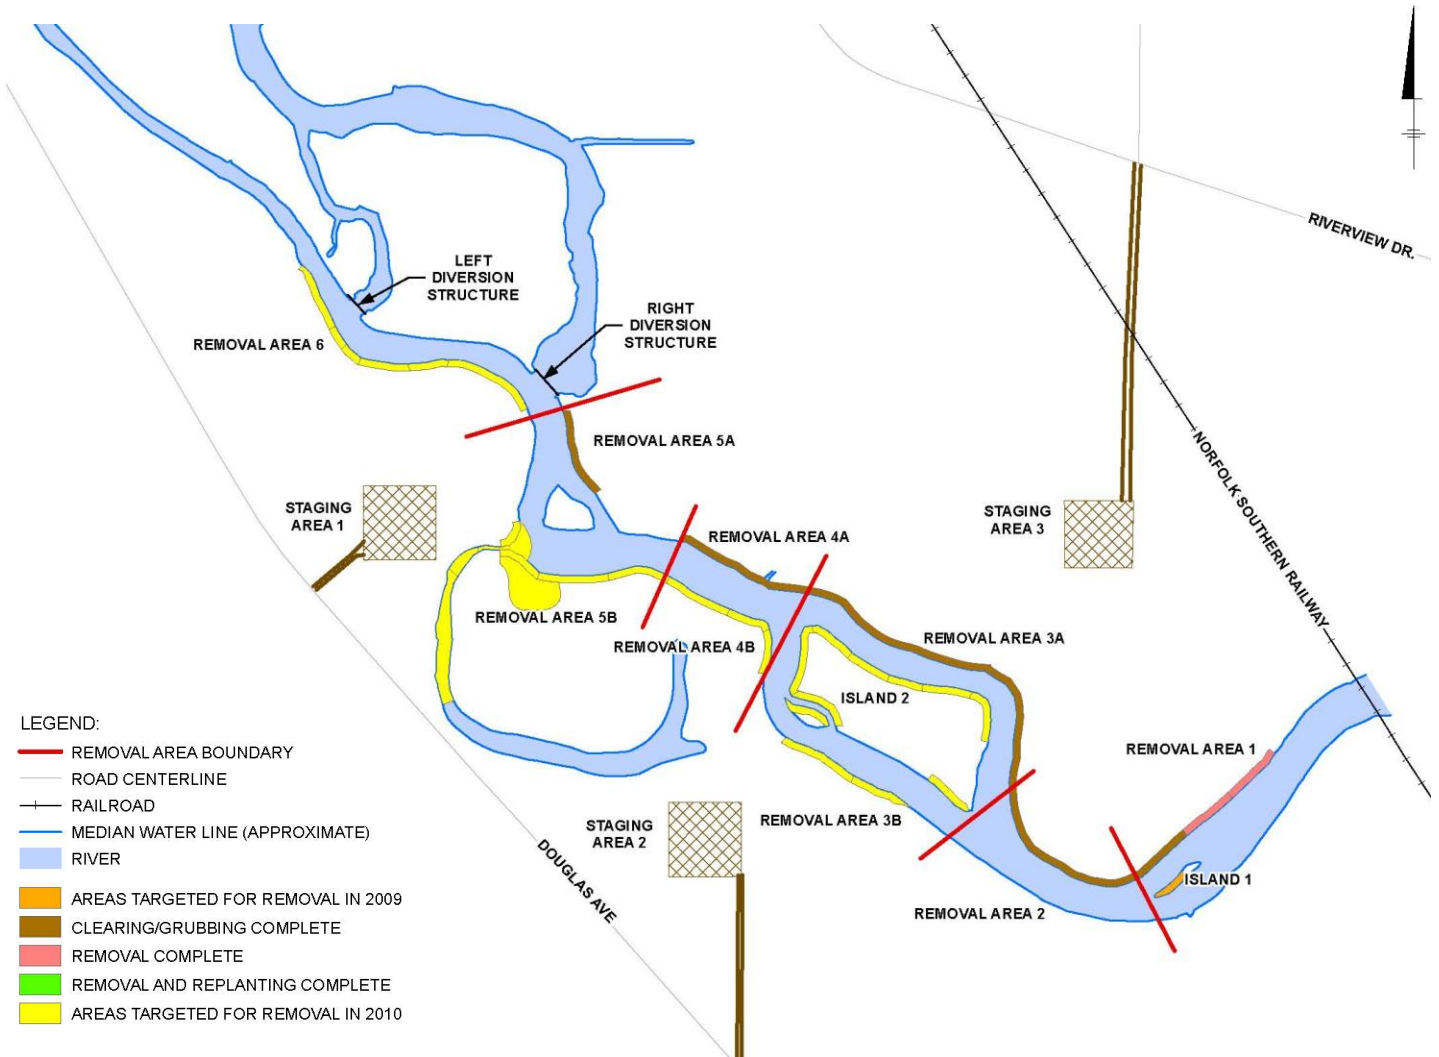 RIVERVIEW DR.
LEFT
DIVERSION
STRUCTURE
RIGHT
DIVERSION
STRUCTURE
REMOVAL AREA 6
REMOVAL AREA 5A
NORFOLK SOUTHERN RAILWAY
STAGING
AREA 1
STAGING
AREA 3
REMOVAL AREA 4A
REMOVAL AREA 5B
REMOVAL AREA 3A
REMOVAL AREA 4B
ISLAND 2
REMOVAL AREA 1
STAGING
AREA 2
REMOVAL AREA 3B
DOUGLAS AVE
ISLAND 1
REMOVAL AREA 2
LEGEND:
REMOVAL AREA BOUNDARY
ROAD CENTERLINE
RAILROAD
MEDIAN WATER LINE (APPROXIMATE)
RIVER
AREAS TARGETED FOR REMOVAL IN 2009
CLEARING/GRUBBING COMPLETE
REMOVAL COMPLETE
REMOVAL AND REPLANTING COMPLETE
AREAS TARGETED FOR REMOVAL IN 2010